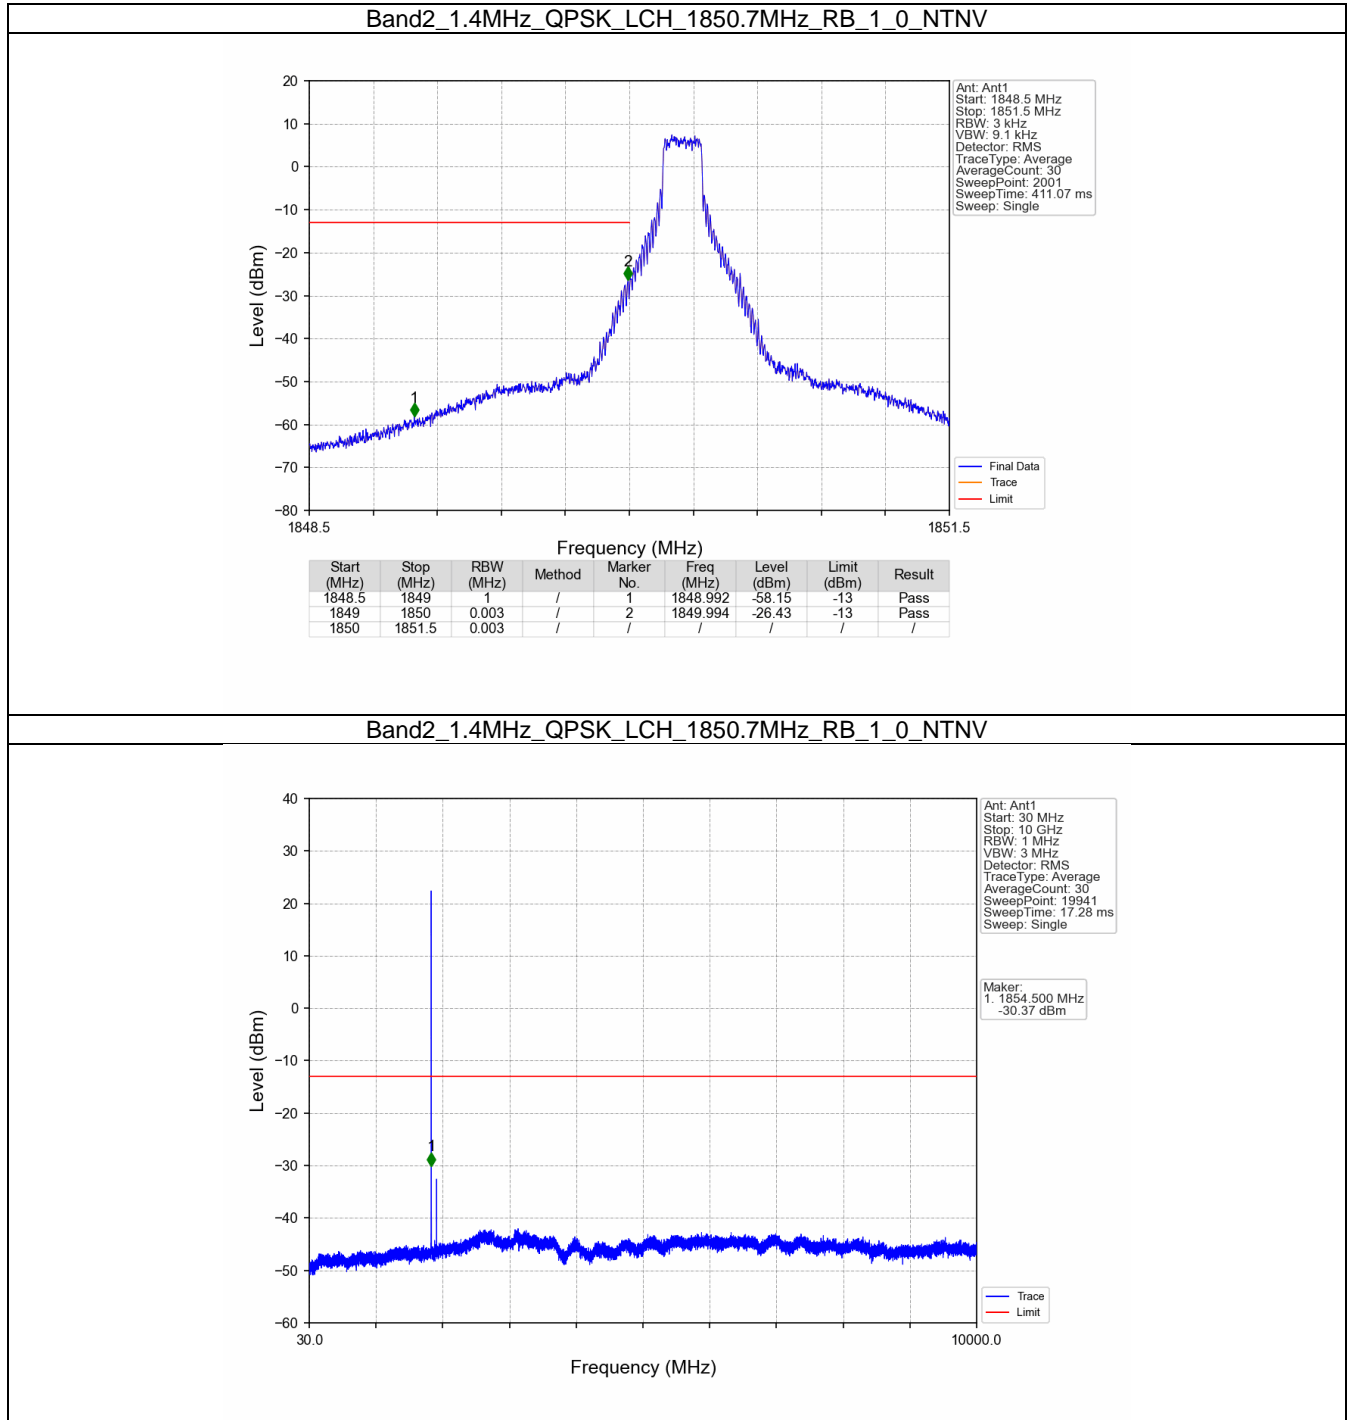 Band2_1.4MHz_QPSK_LCH_1850.7MHz_RB_1_0_NTNV
20
10
0
−10
−20
−30
−40
−50
−60
−70
−80
Level (dBm)
1
2
1848.5
1851.5
Frequency (MHz)
Ant: Ant1
Start: 1848.5 MHz
Stop: 1851.5 MHz
RBW: 3 kHz
VBW: 9.1 kHz
Detector: RMS
TraceType: Average
AverageCount: 30
SweepPoint: 2001
SweepTime: 411.07 ms
Sweep: Single
Final Data
Trace
Limit
Start (MHz) Stop (MHz) RBW (MHz) Method Marker No. Freq (MHz) Level (dBm) Limit (dBm) Result
1848.5 1849 1 / 1 1848.992 -58.15 -13 Pass
1849 1850 0.003 / 2 1849.994 -26.43 -13 Pass
1850 1851.5 0.003 / / / / / /
Band2_1.4MHz_QPSK_LCH_1850.7MHz_RB_1_0_NTNV
40
30
20
10
0
−10
−20
−30
−40
−50
−60
Level (dBm)
1
30.0
10000.0
Frequency (MHz)
Ant: Ant1
Start: 30 MHz
Stop: 10 GHz
RBW: 1 MHz
VBW: 3 MHz
Detector: RMS
TraceType: Average
AverageCount: 30
SweepPoint: 19941
SweepTime: 17.28 ms
Sweep: Single
Maker:
1. 1854.500 MHz
-30.37 dBm
Trace
Limit